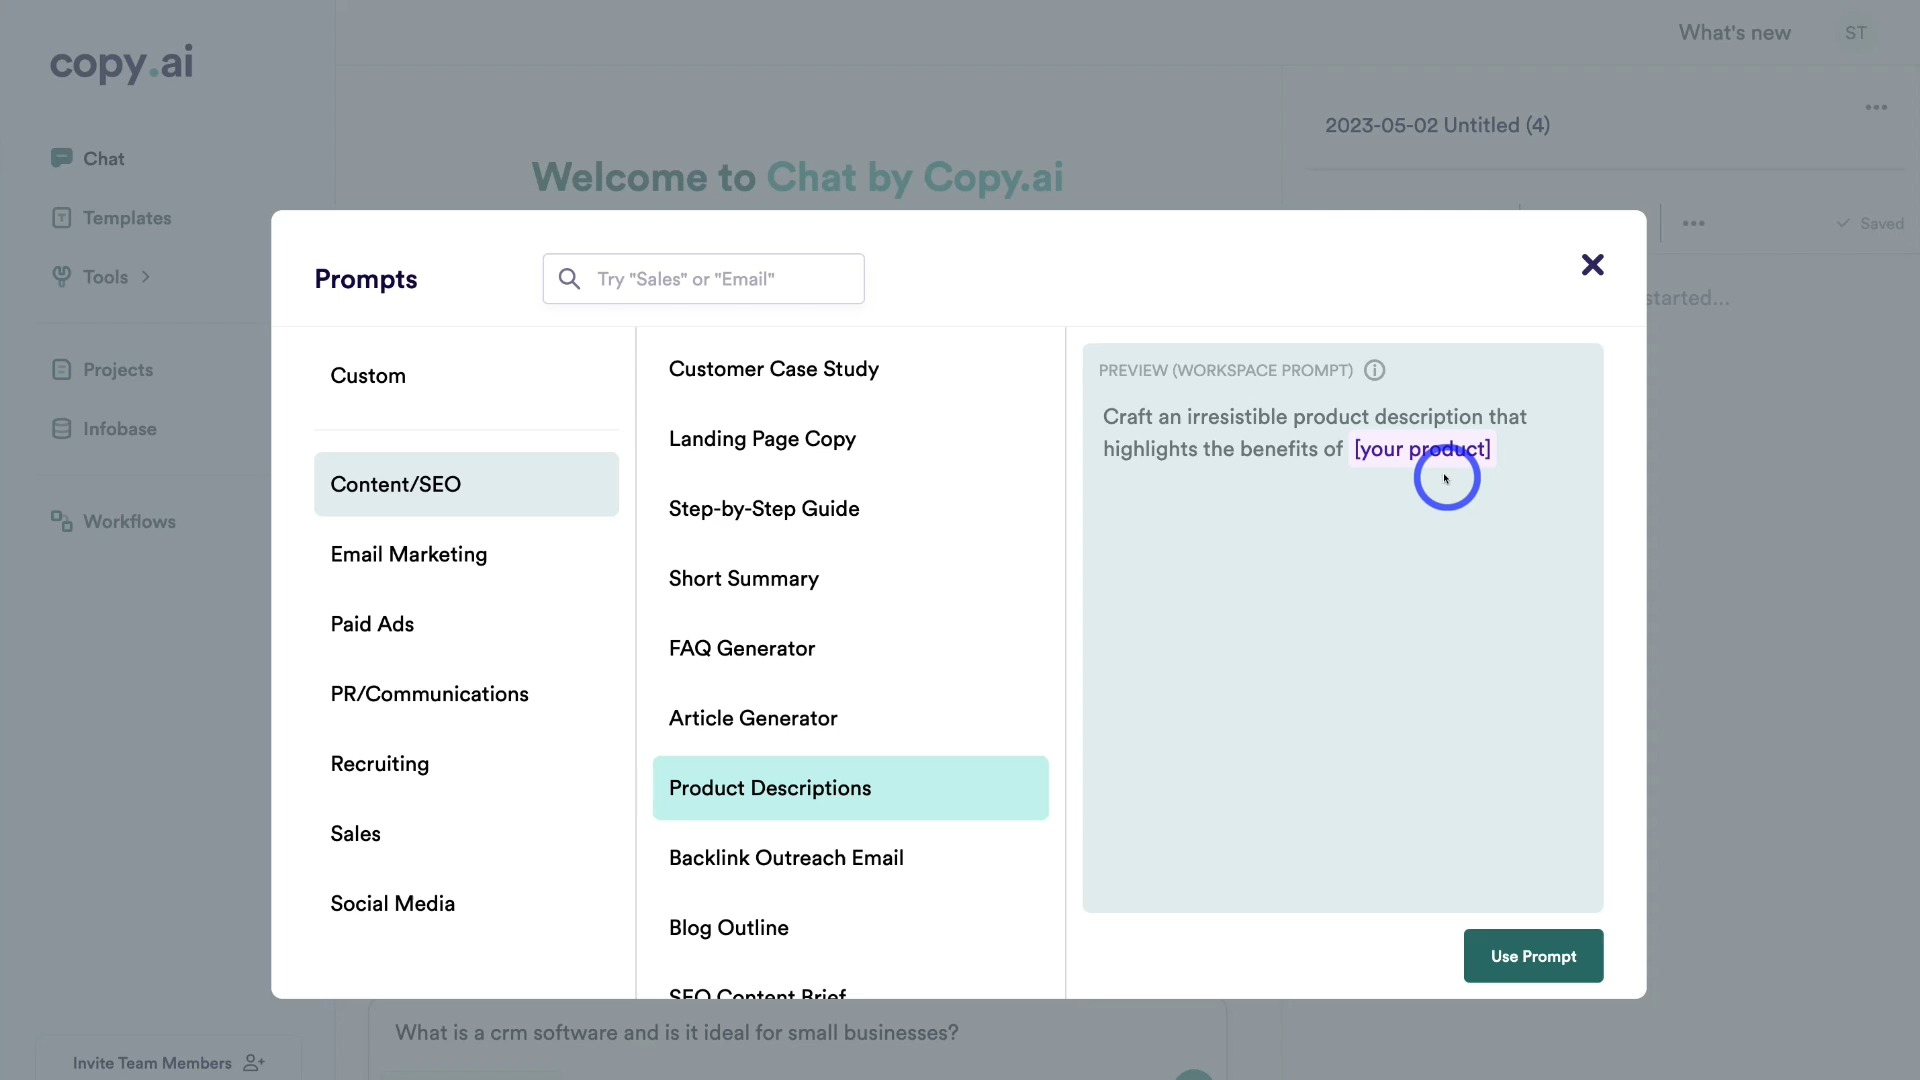 copy.ai
What's new
ST
Chat
Templates
Tools
Projects
Infobase
Workflows
Invite Team Members
Welcome to Chat by Copy.ai
2023-05-02 Untitled (4)
Saved
started...
Prompts
Try "Sales" or "Email"
Custom
Content/SEO
Email Marketing
Paid Ads
PR/Communications
Recruiting
Sales
Social Media
Customer Case Study
Landing Page Copy
Step-by-Step Guide
Short Summary
FAQ Generator
Article Generator
Product Descriptions
Backlink Outreach Email
Blog Outline
SEO Content Brief
PREVIEW (WORKSPACE PROMPT)
Craft an irresistible product description that
highlights the benefits of [your product]
Use Prompt
What is a crm software and is it ideal for small businesses?